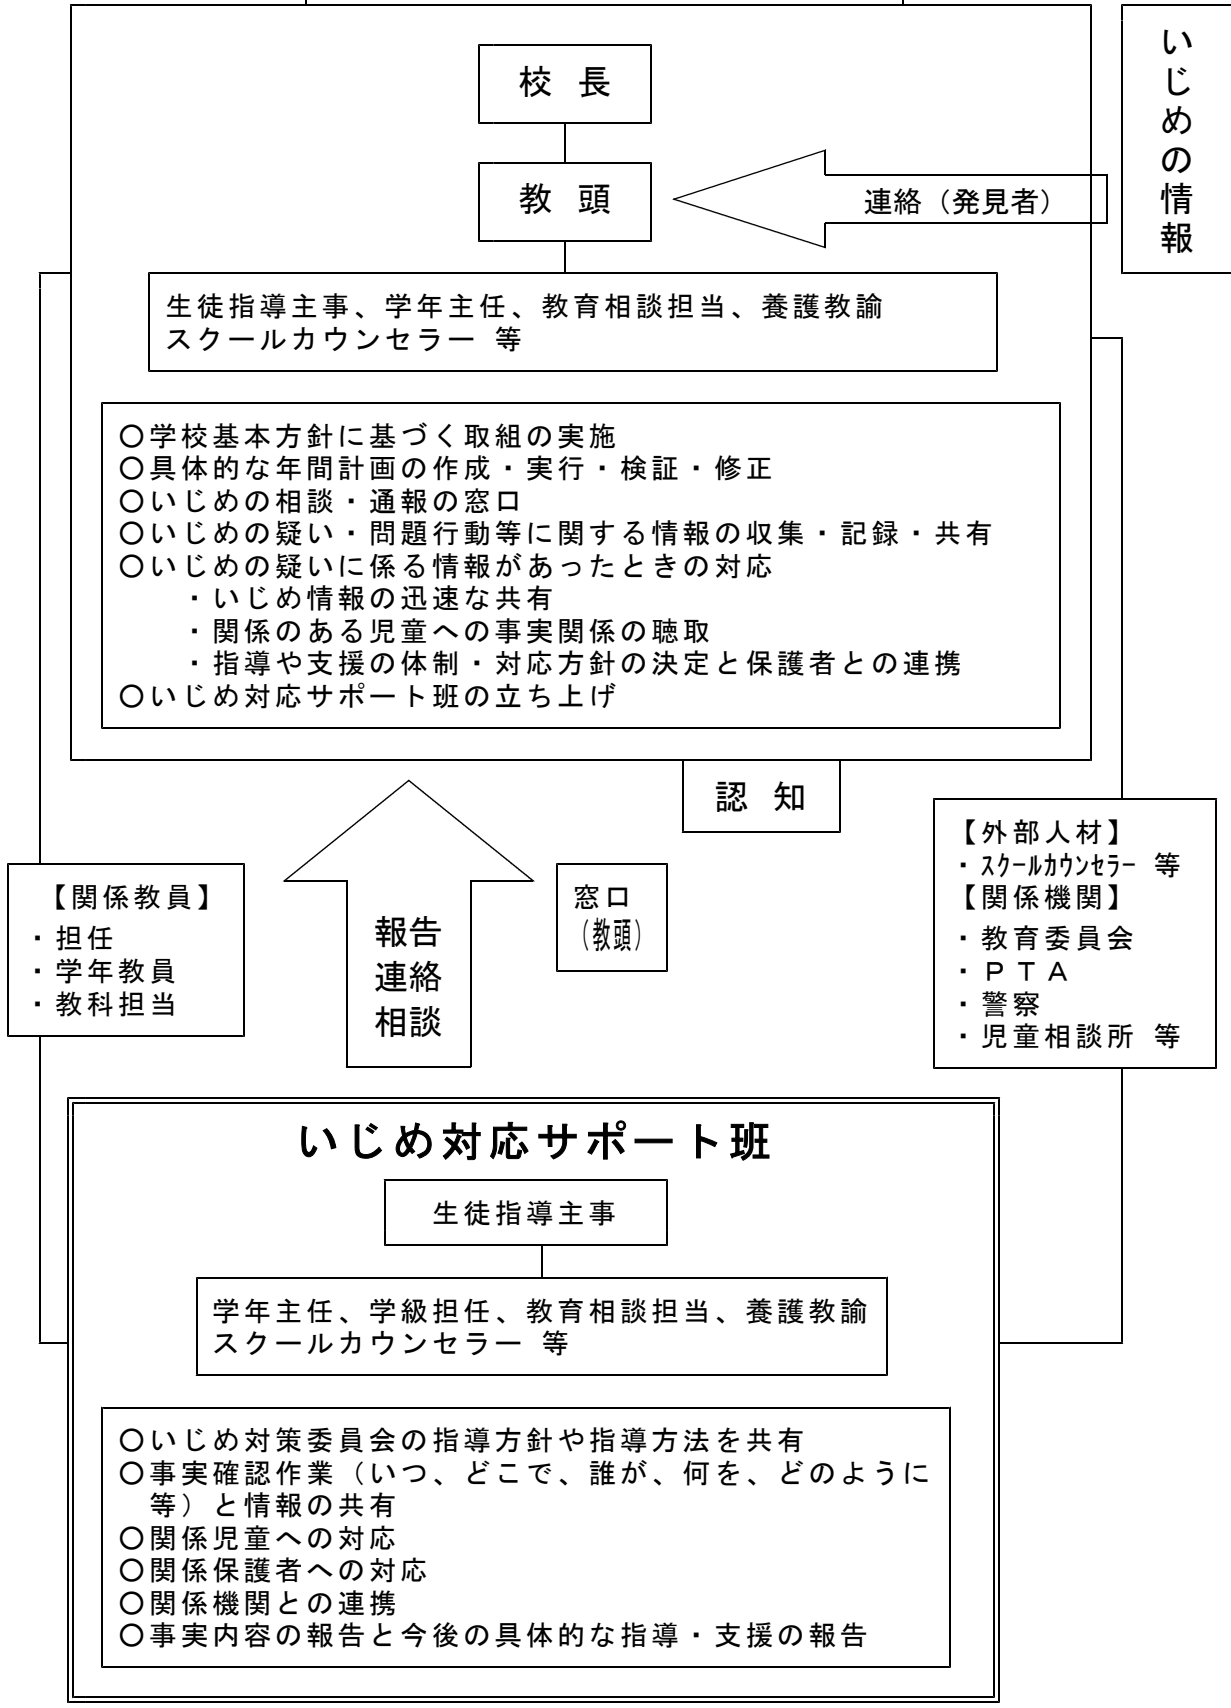 校長
いじめの情報
教頭
連絡（発見者）
生徒指導主事、学年主任、教育相談担当、養護教諭
スクールカウンセラー 等
〇学校基本方針に基づく取組の実施
〇具体的な年間計画の作成・実行・検証・修正
〇いじめの相談・通報の窓口
〇いじめの疑い・問題行動等に関する情報の収集・記録・共有
〇いじめの疑いに係る情報があったときの対応
・いじめ情報の迅速な共有
・関係のある児童への事実関係の聴取
・指導や支援の体制・対応方針の決定と保護者との連携
〇いじめ対応サポート班の立ち上げ
認知
【関係教員】
・担任
・学年教員
・教科担当
報告
連絡
相談
窓口
（教頭）
【外部人材】
・スクールカウンセラー 等
【関係機関】
・教育委員会
・ＰＴＡ
・警察
・児童相談所 等
いじめ対応サポート班
生徒指導主事
学年主任、学級担任、教育相談担当、養護教諭
スクールカウンセラー 等
〇いじめ対策委員会の指導方針や指導方法を共有
〇事実確認作業（いつ、どこで、誰が、何を、どのように
等）と情報の共有
〇関係児童への対応
〇関係保護者への対応
〇関係機関との連携
〇事実内容の報告と今後の具体的な指導・支援の報告